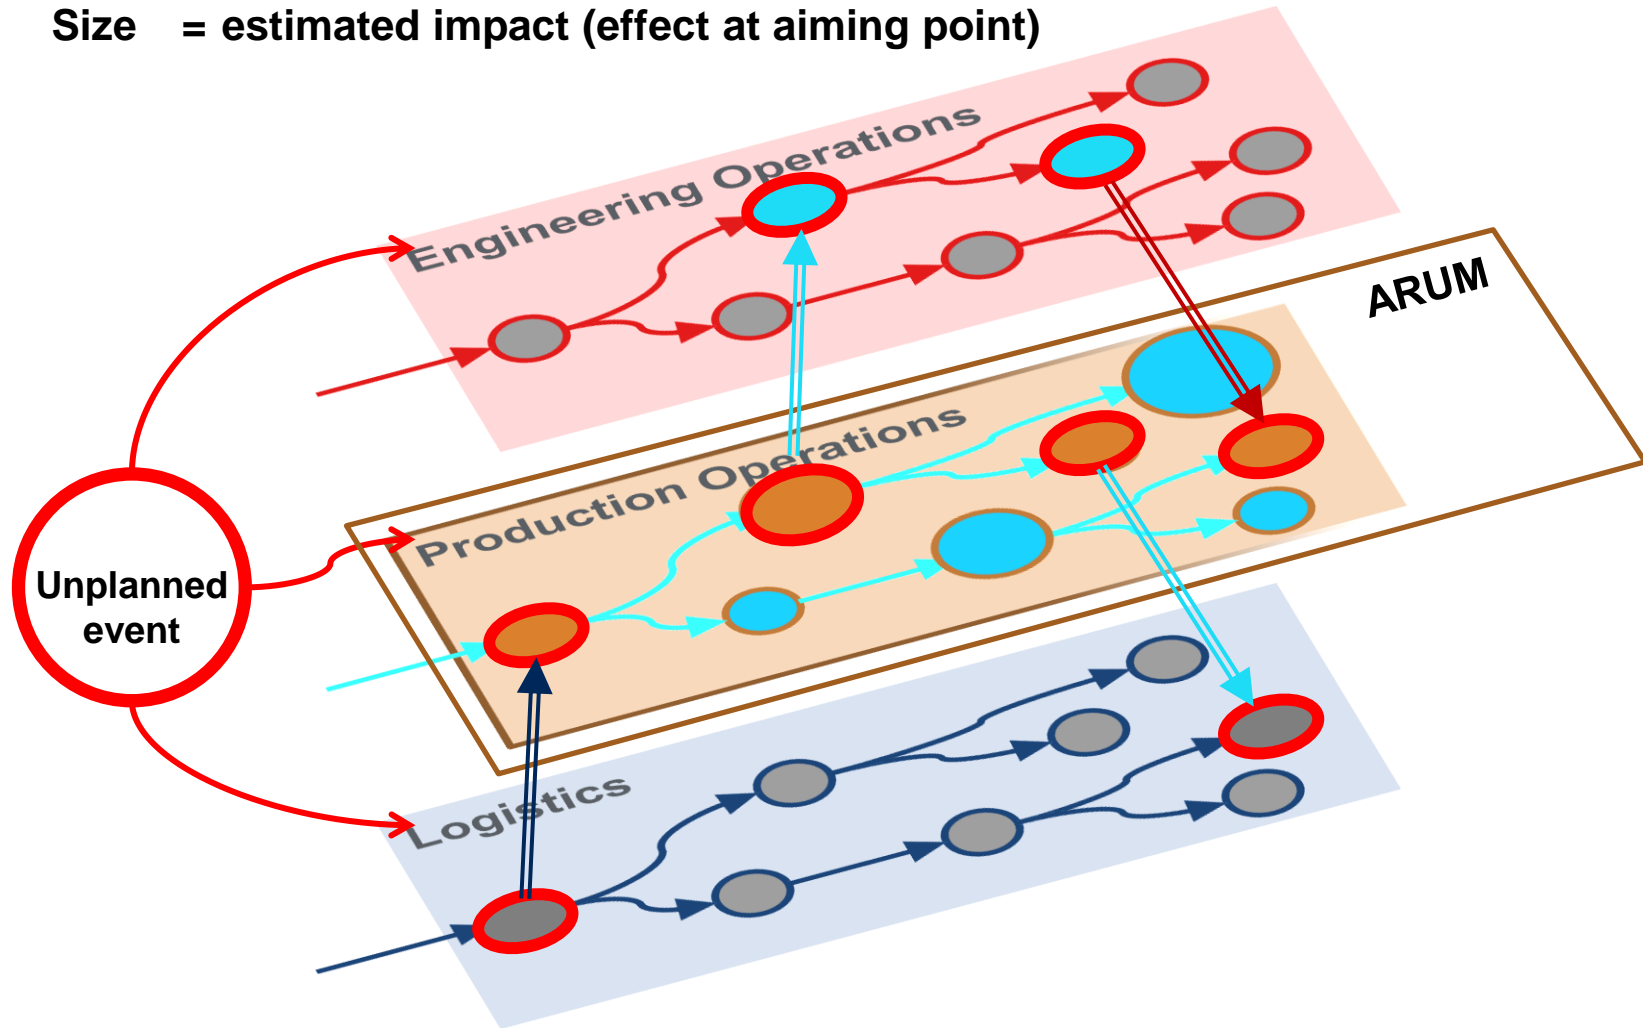 Size = estimated impact (effect at aiming point)
Engineering Operations
ARUM
Production Operations
Unplanned
event
Logistics